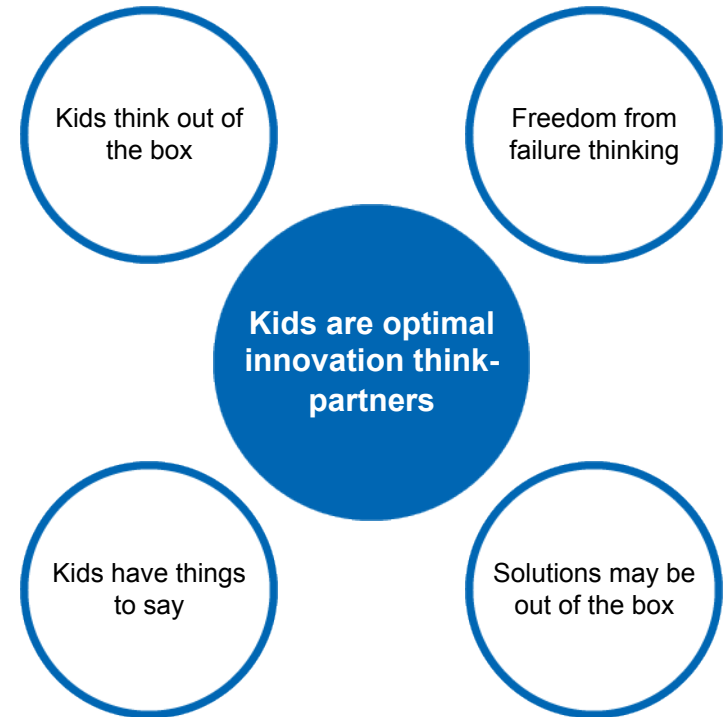 Kids think out of
the box
Freedom from
failure thinking
Kids are optimal
innovation think-
partners
Kids have things
to say
Solutions may be
out of the box